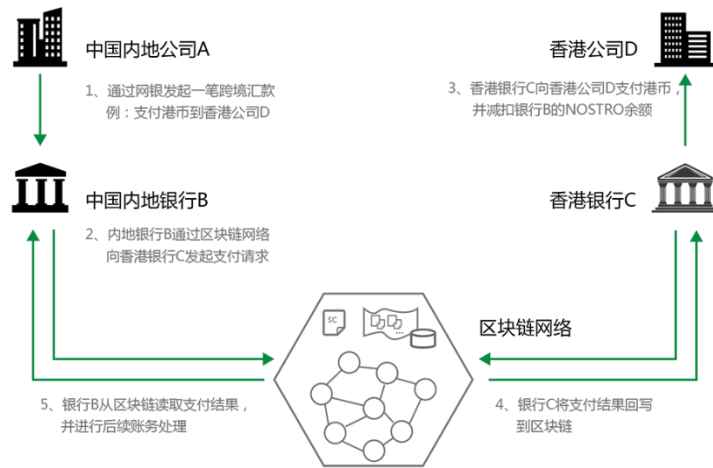 中国内地公司A
1、通过网银发起一笔跨境汇款
例：支付港币到香港公司D
香港公司D
3、香港银行C向香港公司D支付港币，
并减扣银行B的NOSTRO余额
中国内地银行B
2、内地银行B通过区块链网络
向香港银行C发起支付请求
香港银行C
SC
区块链网络
5、银行B从区块链读取支付结果，
并进行后续账务处理
4、银行C将支付结果回写
到区块链